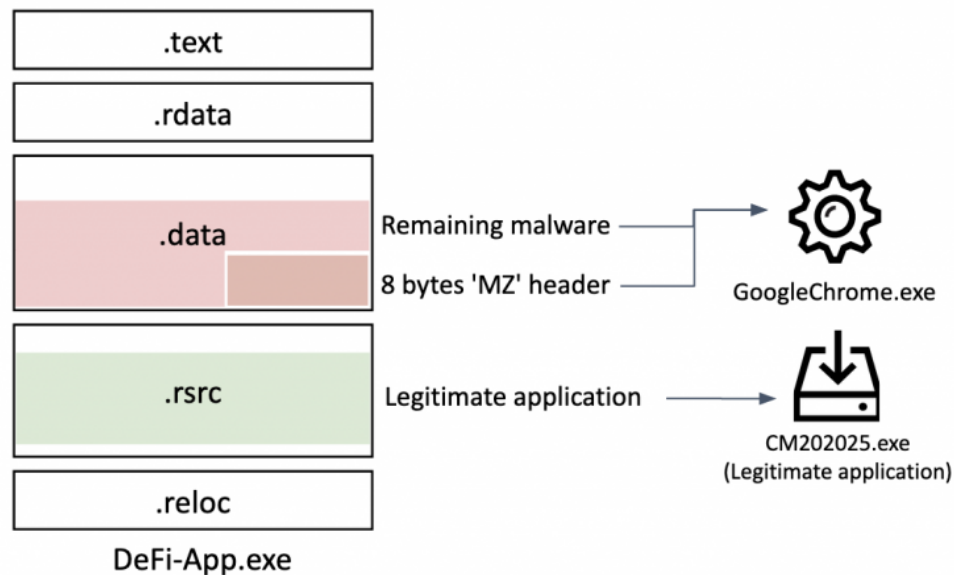 .text
.rdata
.data
Remaining malware
8 bytes 'MZ' header
GoogleChrome.exe
.rsrc
Legitimate application
CM202025.exe
(Legitimate application)
.reloc
DeFi-App.exe